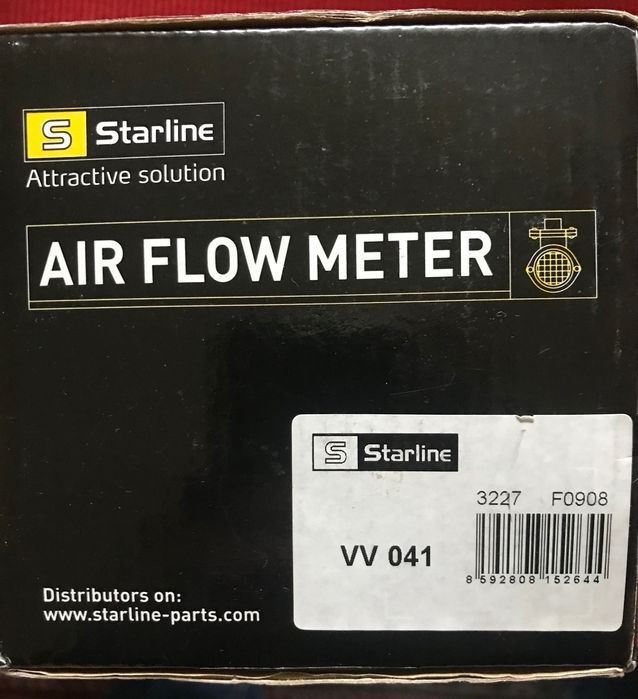 S Starline
Attractive solution
AIR FLOW METER
S Starline
3227 F0908
VV 041
8 592808 152644
Distributors on:
www.starline-parts.com